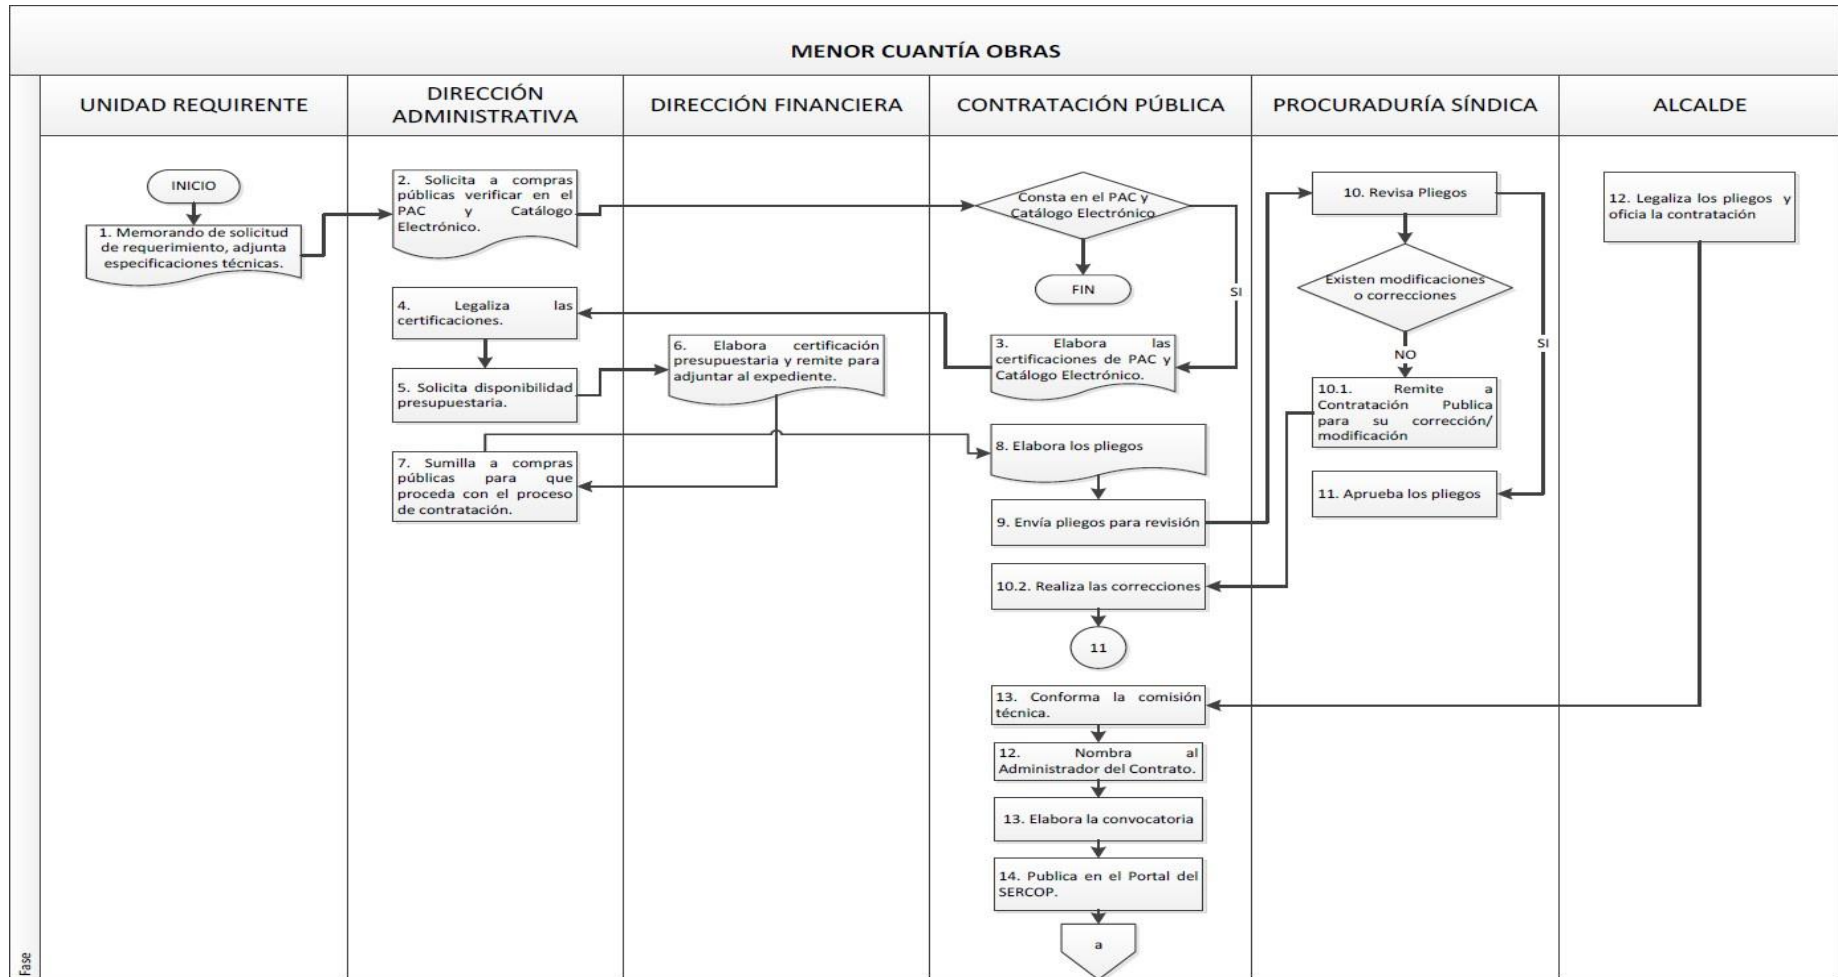 MENOR CUANTÍA OBRAS
UNIDAD REQUIRENTE
DIRECCIÓN
ADMINISTRATIVA
DIRECCIÓN FINANCIERA
CONTRATACIÓN PÚBLICA
PROCURADURÍA SÍNDICA
ALCALDE
INICIO
1. Memorando de solicitud
de requerimiento, adjunta
especificaciones técnicas.
2. Solicita a compras
públicas verificar en el
PAC y Catálogo
Electrónico.
Consta en el PAC y
Catálogo Electrónico
FIN
SI
3. Elabora las
certificaciones de PAC y
Catálogo Electrónico.
4. Legaliza las
certificaciones.
5. Solicita disponibilidad
presupuestaria.
6. Elabora certificación
presupuestaria y remite para
adjuntar al expediente.
7. Sumilla a compras
públicas para que
proceda con el proceso
de contratación.
8. Elabora los pliegos
9. Envía pliegos para revisión
10. Revisa Pliegos
Existen modificaciones
o correcciones
NO
SI
10.1. Remite a
Contratación Publica
para su corrección/
modificación
11. Aprueba los pliegos
10.2. Realiza las correcciones
11
12. Legaliza los pliegos y
oficia la contratación
13. Conforma la comisión
técnica.
12. Nombra al
Administrador del Contrato.
13. Elabora la convocatoria
14. Publica en el Portal del
SERCOP.
a
Fase